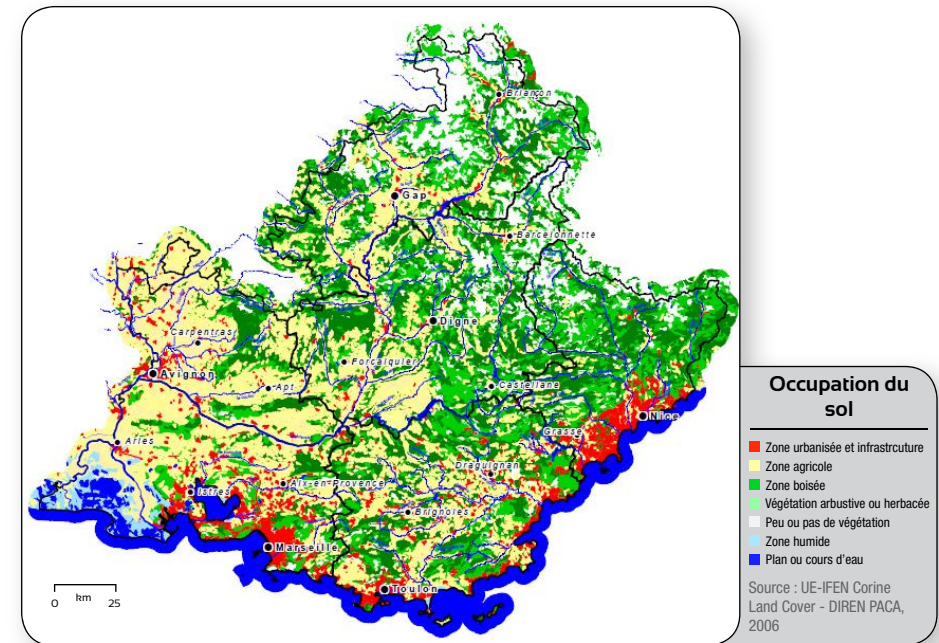 Briançon
Gap
Barcelonnette
Digne
Carpentras
Forcalquier
Avignon
Apt
Castellane
Nice
Grasse
Arles
Draguignan
Aix-en-Provence
Istres
Brignoles
Marseille
Toulon
0 km 25
Occupation du
sol
Zone urbanisée et infrastrcuture
Zone agricole
Zone boisée
Végétation arbustive ou herbacée
Peu ou pas de végétation
Zone humide
Plan ou cours d'eau
Source : UE-IFEN Corine
Land Cover - DIREN PACA,
2006